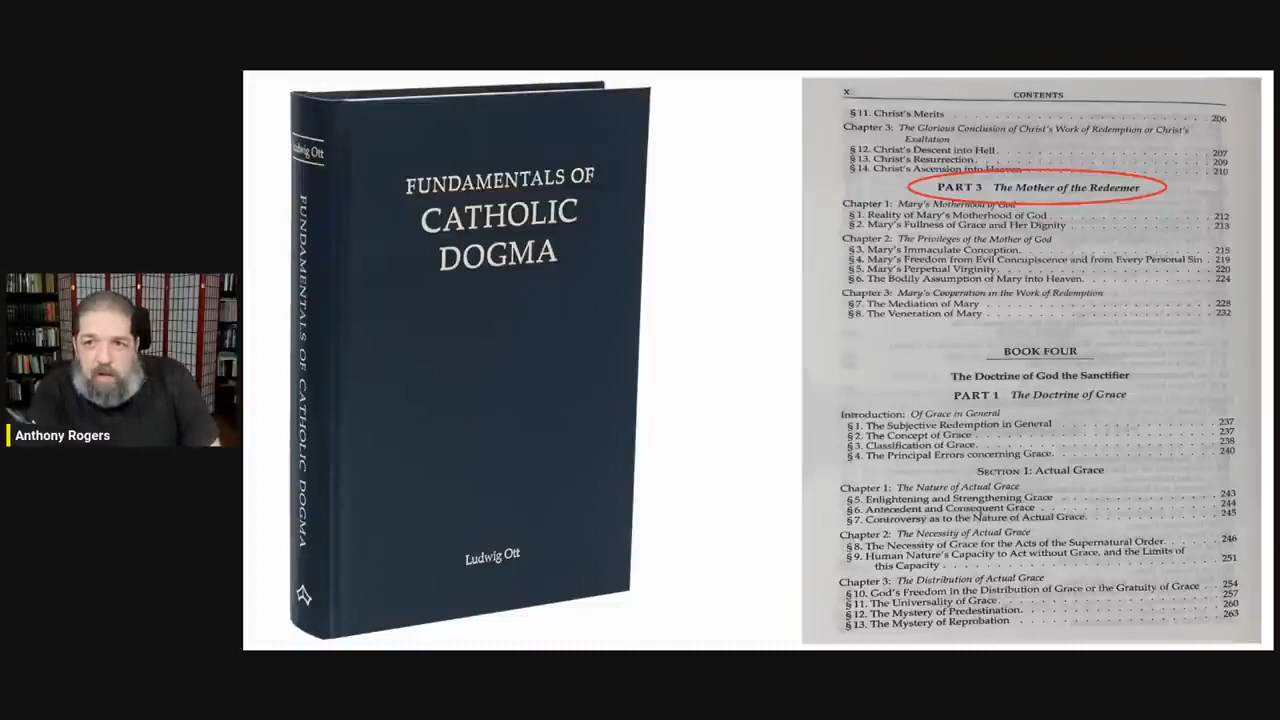 Anthony Rogers
Ludwig Ott
FUNDAMENTALS OF CATHOLIC DOGMA
FUNDAMENTALS OF
CATHOLIC
DOGMA
Ludwig Ott
x
CONTENTS
§11. Christ's Merits 206
Chapter 3: The Glorious Conclusion of Christ's Work of Redemption or Christ's
Exaltation
§12. Christ's Descent into Hell 207
§13. Christ's Resurrection 209
§14. Christ's Ascension into Heaven 210
PART 3 The Mother of the Redeemer
Chapter 1: Mary's Motherhood of God
§1. Reality of Mary's Motherhood of God 212
§2. Mary's Fullness of Grace and Her Dignity 213
Chapter 2: The Privileges of the Mother of God
§3. Mary's Immaculate Conception 215
§4. Mary's Freedom from Evil Concupiscence and from Every Personal Sin 219
§5. Mary's Perpetual Virginity 220
§6. The Bodily Assumption of Mary into Heaven 224
Chapter 3: Mary's Cooperation in the Work of Redemption
§7. The Mediation of Mary 228
§8. The Veneration of Mary 232
BOOK FOUR
The Doctrine of God the Sanctifier
PART 1 The Doctrine of Grace
Introduction: Of Grace in General
§1. The Subjective Redemption in General 237
§2. The Concept of Grace 237
§3. Classification of Grace 238
§4. The Principal Errors concerning Grace 240
SECTION 1: Actual Grace
Chapter 1: The Nature of Actual Grace
§5. Enlightening and Strengthening Grace 243
§6. Antecedent and Consequent Grace 244
§7. Controversy as to the Nature of Actual Grace 245
Chapter 2: The Necessity of Grace
§8. The Necessity of Grace for the Acts of the Supernatural Order 246
§9. Human Nature's Capacity to Act without Grace, and the Limits of
this Capacity 251
Chapter 3: The Distribution of Actual Grace
§10. God's Freedom in the Distribution of Grace or the Gratuity of Grace 254
§11. The Universality of Grace 257
§12. The Mystery of Predestination 260
§13. The Mystery of Reprobation 263